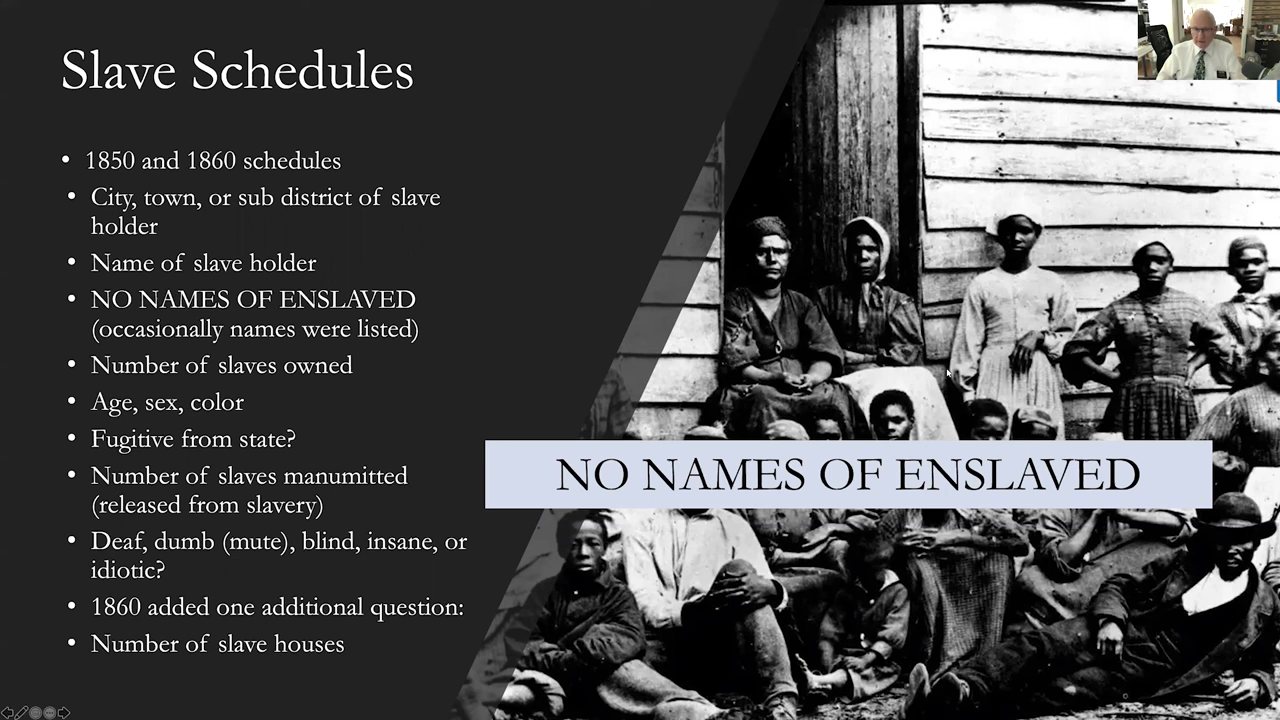 Slave Schedules
• 1850 and 1860 schedules
• City, town, or sub district of slave
holder
• Name of slave holder
• NO NAMES OF ENSLAVED
(occasionally names were listed)
• Number of slaves owned
• Age, sex, color
• Fugitive from state?
• Number of slaves manumitted
(released from slavery)
• Deaf, dumb (mute), blind, insane, or
idiotic?
• 1860 added one additional question:
• Number of slave houses
NO NAMES OF ENSLAVED